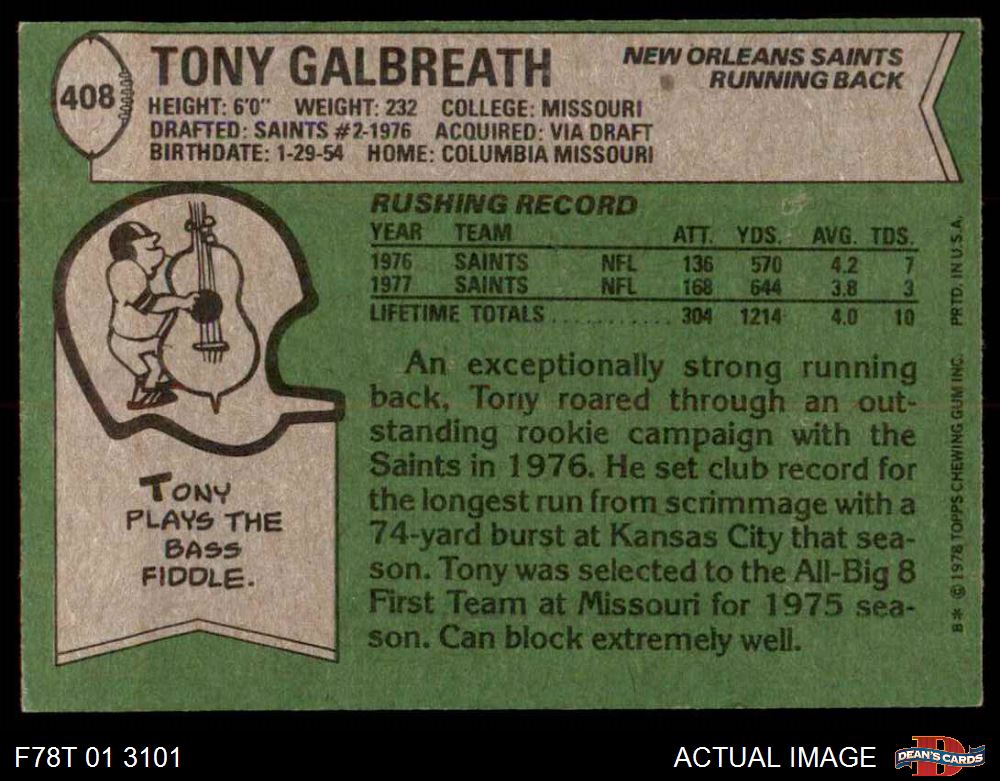 408
TONY GALBREATH
NEW ORLEANS SAINTS
RUNNING BACK
HEIGHT: 6'0" WEIGHT: 232 COLLEGE: MISSOURI
DRAFTED: SAINTS #2-1976 ACQUIRED: VIA DRAFT
BIRTHDATE: 1-29-54 HOME: COLUMBIA MISSOURI
RUSHING RECORD
YEAR TEAM ATT. YDS. AVG. TDS.
1976 SAINTS NFL 136 570 4.2 7
1977 SAINTS NFL 168 644 3.8 3
LIFETIME TOTALS............ 304 1214 4.0 10
An exceptionally strong running
back, Tony roared through an out-
standing rookie campaign with the
Saints in 1976. He set club record for
the longest run from scrimmage with a
74-yard burst at Kansas City that sea-
son. Tony was selected to the All-Big 8
First Team at Missouri for 1975 sea-
son. Can block extremely well.
TONY
PLAYS THE
BASS
FIDDLE.
B* © 1978 TOPPS CHEWING GUM INC. PRTD. IN U.S.A.
F78T 01 3101
ACTUAL IMAGE
D
DEAN'S CARDS